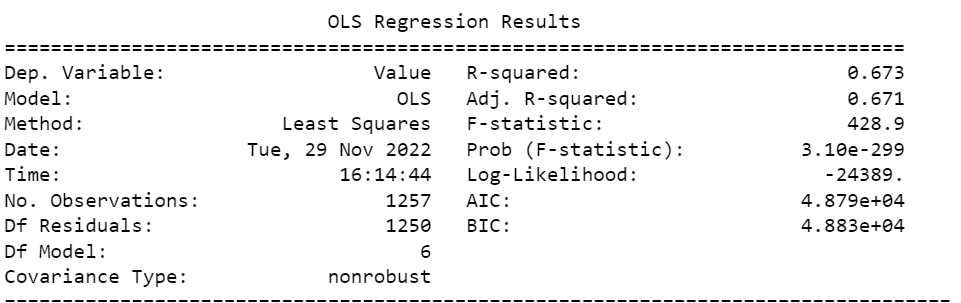 OLS Regression Results
==============================================================================
Dep. Variable: Value R-squared: 0.673
Model: OLS Adj. R-squared: 0.671
Method: Least Squares F-statistic: 428.9
Date: Tue, 29 Nov 2022 Prob (F-statistic): 3.10e-299
Time: 16:14:44 Log-Likelihood: -24389.
No. Observations: 1257 AIC: 4.879e+04
Df Residuals: 1250 BIC: 4.883e+04
Df Model: 6
Covariance Type: nonrobust
----------------------------------------------------------------------------------